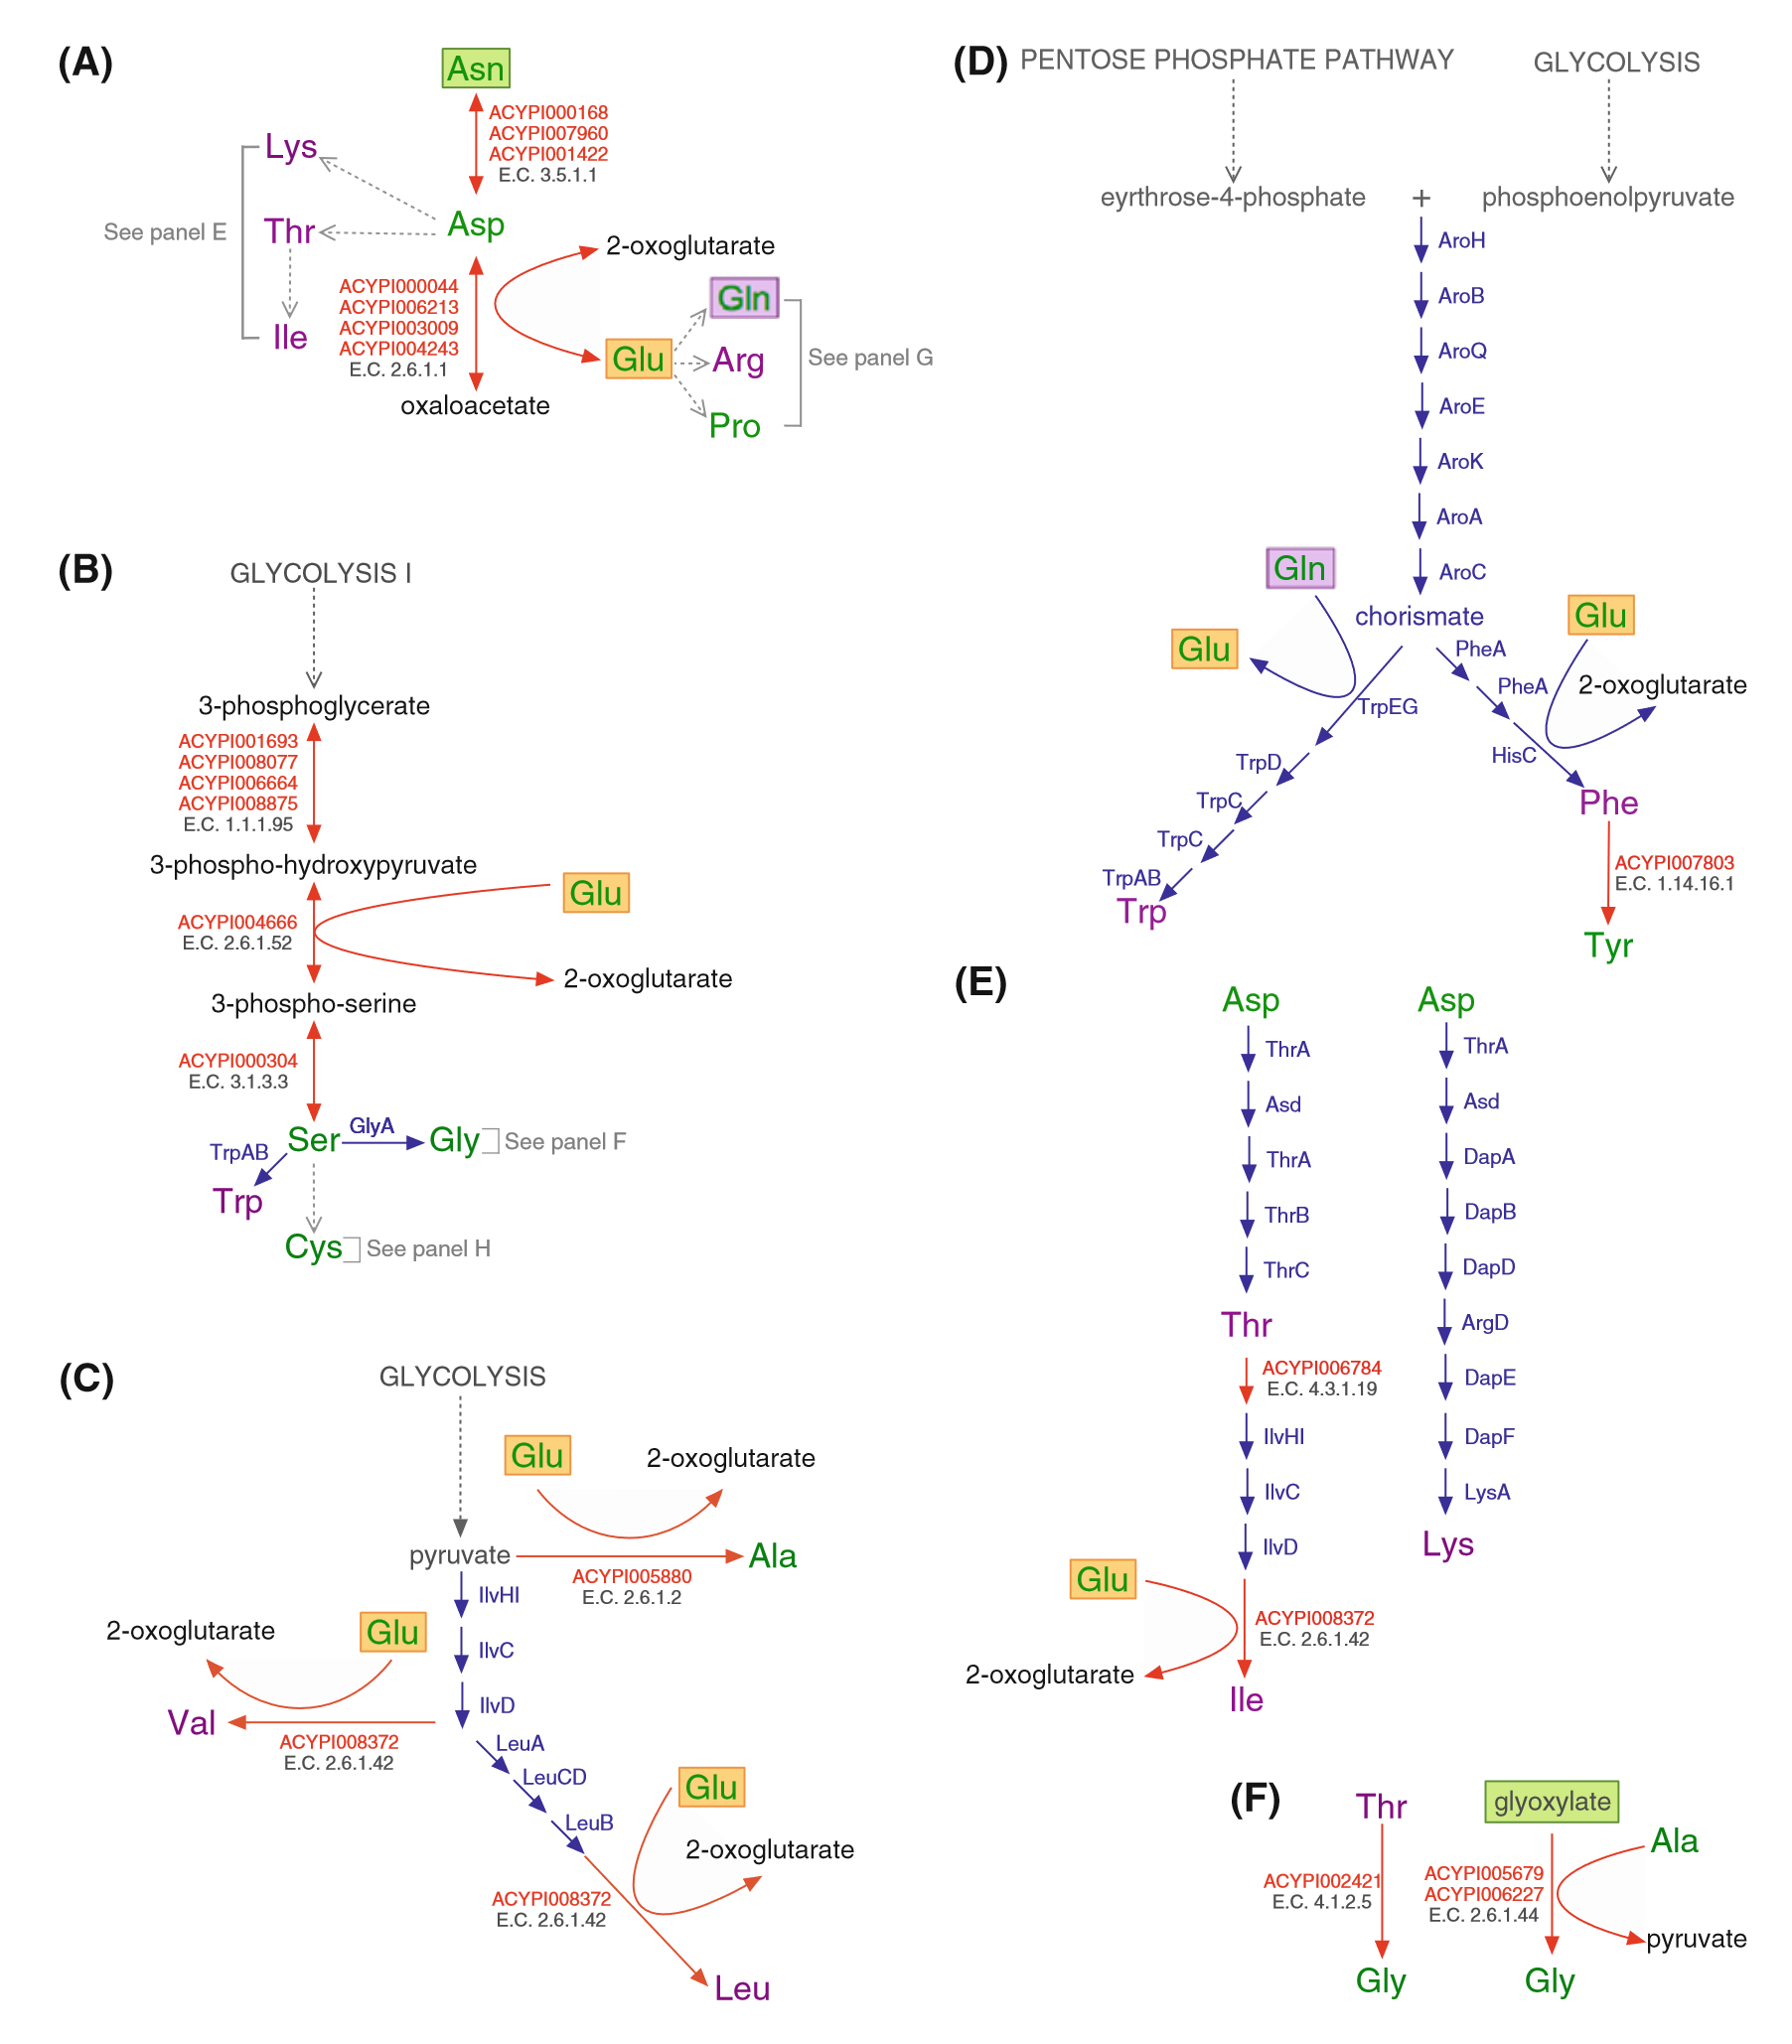 (A)
Asn
ACYPI000168
ACYPI007960
ACYPI001422
E.C. 3.5.1.1
Lys
See panel E
Thr
Asp
2-oxoglutarate
ACYPI000044
ACYPI006213
ACYPI003009
ACYPI004243
E.C. 2.6.1.1
Ile
Gln
Glu
Arg
See panel G
oxaloacetate
Pro
(B)
GLYCOLYSIS I
3-phosphoglycerate
ACYPI001693
ACYPI008077
ACYPI006664
ACYPI008875
E.C. 1.1.1.95
3-phospho-hydroxypyruvate
Glu
ACYPI004666
E.C. 2.6.1.52
2-oxoglutarate
3-phospho-serine
ACYPI000304
E.C. 3.1.3.3
Ser
GlyA
Gly
See panel F
TrpAB
Trp
Cys
See panel H
(C)
GLYCOLYSIS
Glu
2-oxoglutarate
pyruvate
Ala
ACYPI005880
E.C. 2.6.1.2
IlvHI
2-oxoglutarate
Glu
IlvC
IlvD
Val
ACYPI008372
E.C. 2.6.1.42
LeuA
LeuCD
LeuB
Glu
2-oxoglutarate
ACYPI008372
E.C. 2.6.1.42
Leu
(D)
PENTOSE PHOSPHATE PATHWAY
GLYCOLYSIS
eyrthrose-4-phosphate
+
phosphoenolpyruvate
AroH
AroB
AroQ
AroE
AroK
AroA
AroC
Gln
chorismate
Glu
Glu
PheA
PheA
2-oxoglutarate
TrpEG
HisC
TrpD
TrpC
TrpC
TrpAB
Trp
Phe
ACYPI007803
E.C. 1.14.16.1
Tyr
(E)
Asp
ThrA
Asd
ThrA
ThrB
ThrC
Thr
ACYPI006784
E.C. 4.3.1.19
IlvHI
IlvC
IlvD
Glu
ACYPI008372
E.C. 2.6.1.42
2-oxoglutarate
Ile
Asp
ThrA
Asd
DapA
DapB
DapD
ArgD
DapE
DapF
LysA
Lys
(F)
Thr
ACYPI002421
E.C. 4.1.2.5
Gly
glyoxylate
Ala
ACYPI005679
ACYPI006227
E.C. 2.6.1.44
pyruvate
Gly